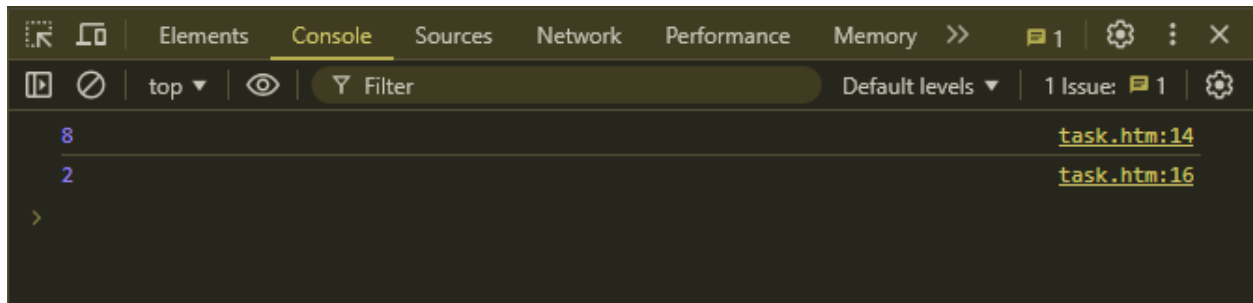 Elements Console Sources Network Performance Memory 1
top Filter Default levels 1 Issue: 1
8 task.htm:14
2 task.htm:16